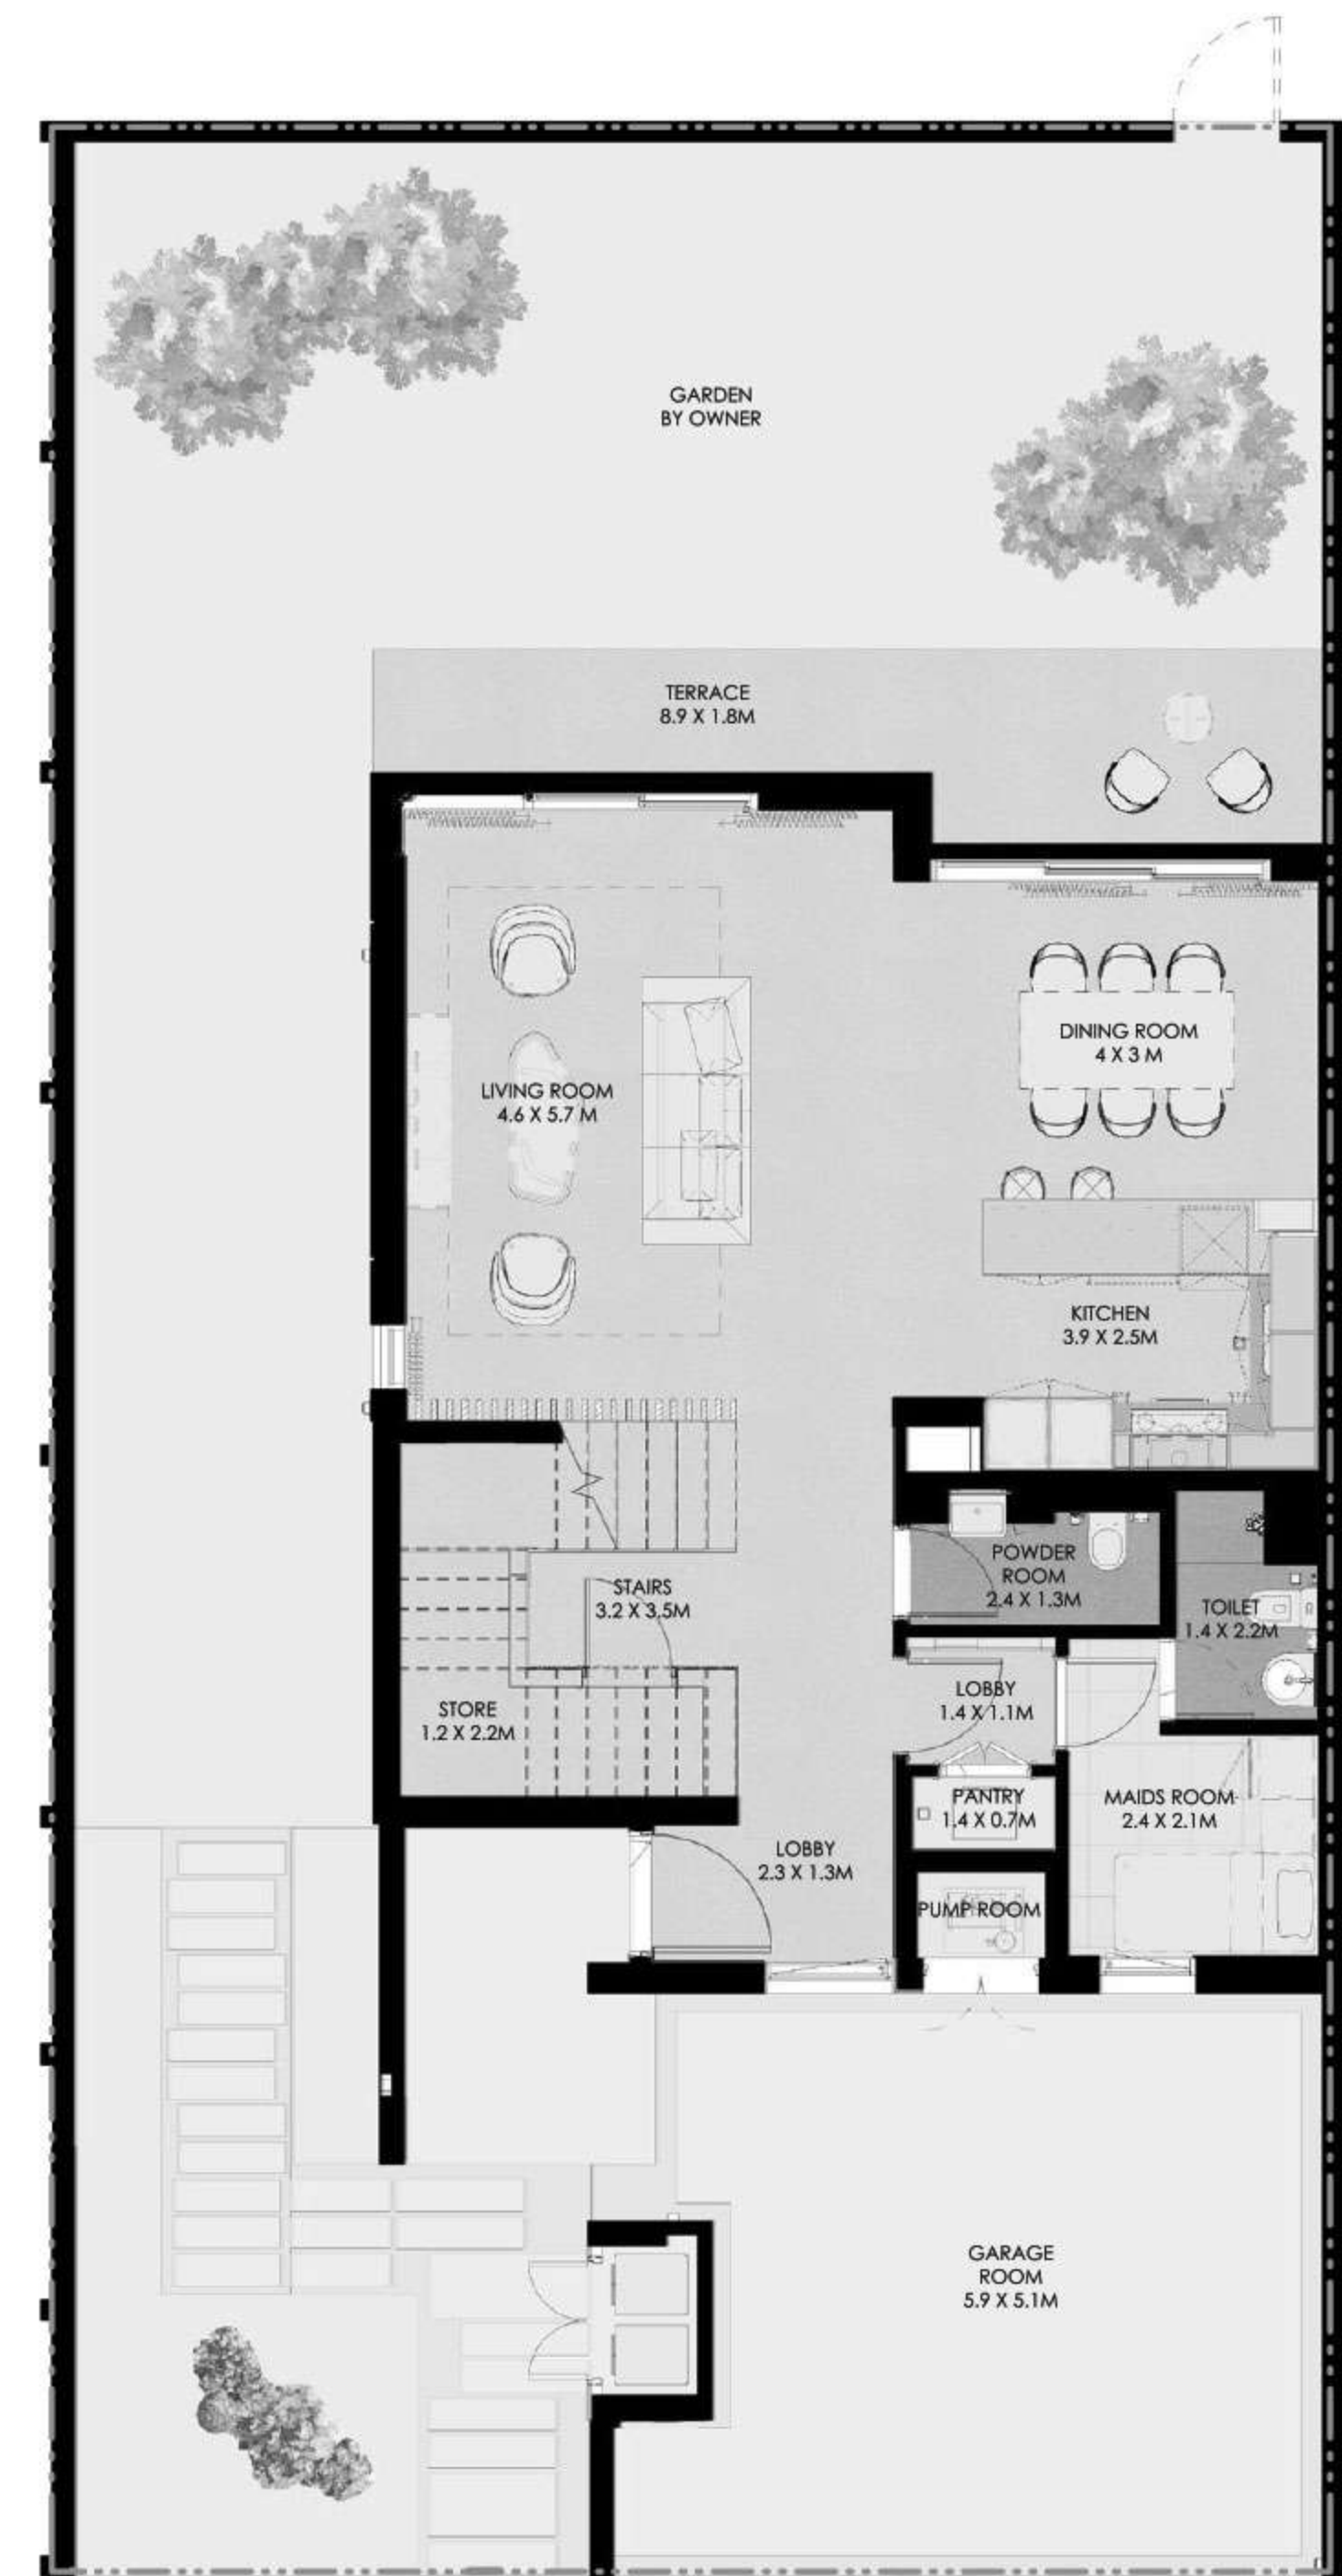 GARDEN
BY OWNER
TERRACE
8.9 X 1.8M
DINING ROOM
4 X 3 M
LIVING ROOM
4.6 X 5.7 M
KITCHEN
3.9 X 2.5M
POWDER
ROOM
2.4 X 1.3M
STAIRS
3.2 X 3.5M
TOILET
1.4 X 2.2M
LOBBY
1.4 X 1.1M
STORE
1.2 X 2.2M
PANTRY
1.4 X 0.7M
MAIDS ROOM
2.4 X 2.1M
LOBBY
2.3 X 1.3M
PUMP ROOM
GARAGE
ROOM
5.9 X 5.1M